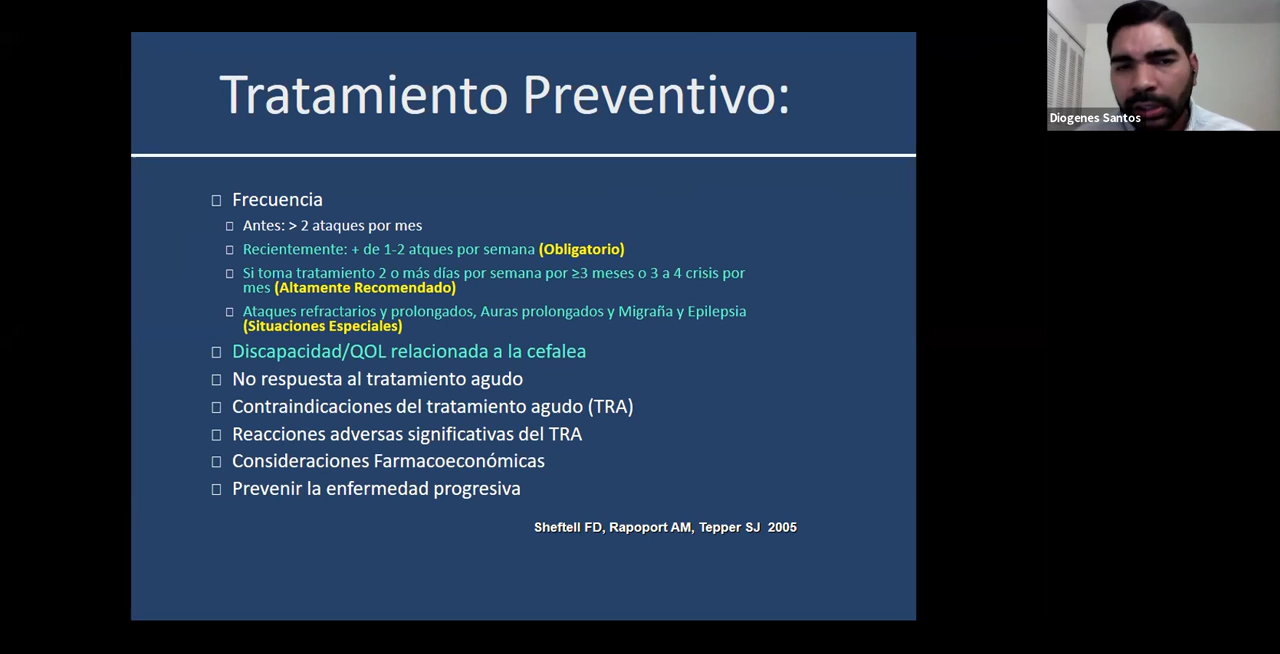 Tratamiento Preventivo:
Frecuencia
Antes: > 2 ataques por mes
Recientemente: + de 1-2 atques por semana (Obligatorio)
Si toma tratamiento 2 o más días por semana por ≥3 meses o 3 a 4 crisis por
mes (Altamente Recomendado)
Ataques refractarios y prolongados, Auras prolongados y Migraña y Epilepsia
(Situaciones Especiales)
Discapacidad/QOL relacionada a la cefalea
No respuesta al tratamiento agudo
Contraindicaciones del tratamiento agudo (TRA)
Reacciones adversas significativas del TRA
Consideraciones Farmacoeconómicas
Prevenir la enfermedad progresiva
Sheftell FD, Rapoport AM, Tepper SJ 2005
Diogenes Santos